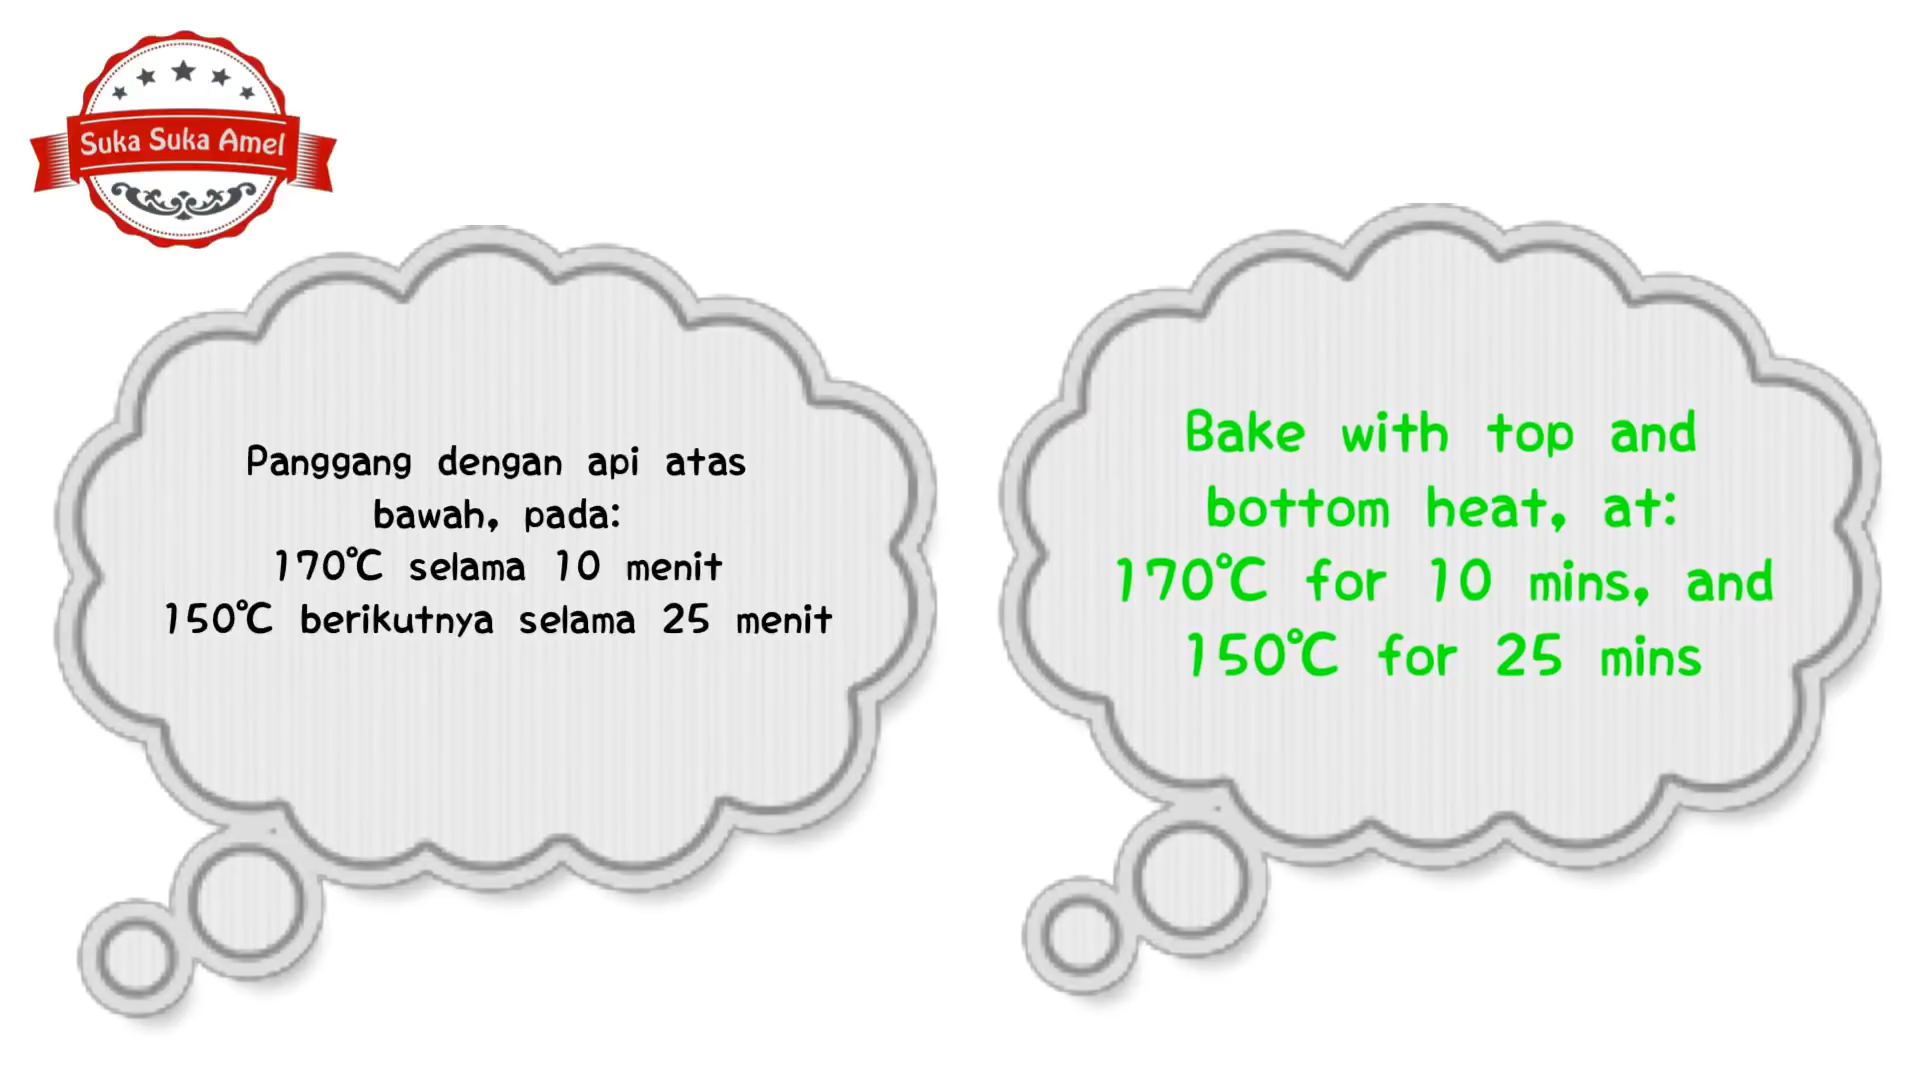 Suka Suka Amel
Panggang dengan api atas
bawah, pada:
170℃ selama 10 menit
150℃ berikutnya selama 25 menit
Bake with top and
bottom heat, at:
170℃ for 10 mins, and
150℃ for 25 mins